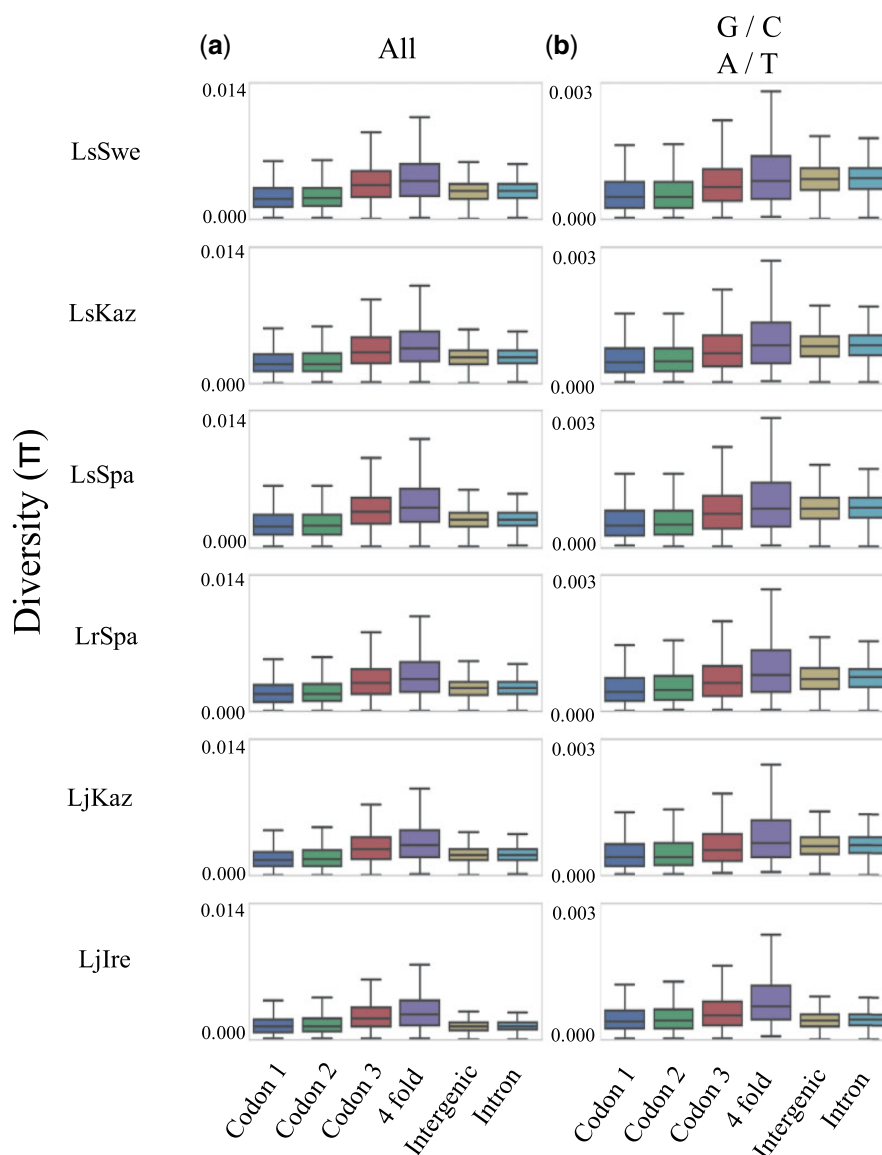 (a) All (b) G / C
A / T
LsSwe 0.014 0.003
0.000 0.000
LsKaz 0.014 0.003
0.000 0.000
LsSpa 0.014 0.003
0.000 0.000
LrSpa 0.014 0.003
0.000 0.000
LjKaz 0.014 0.003
0.000 0.000
LjIre 0.014 0.003
0.000 0.000
Diversity (π)
Codon 1 Codon 2 Codon 3 4 fold Intergenic Intron Codon 1 Codon 2 Codon 3 4 fold Intergenic Intron